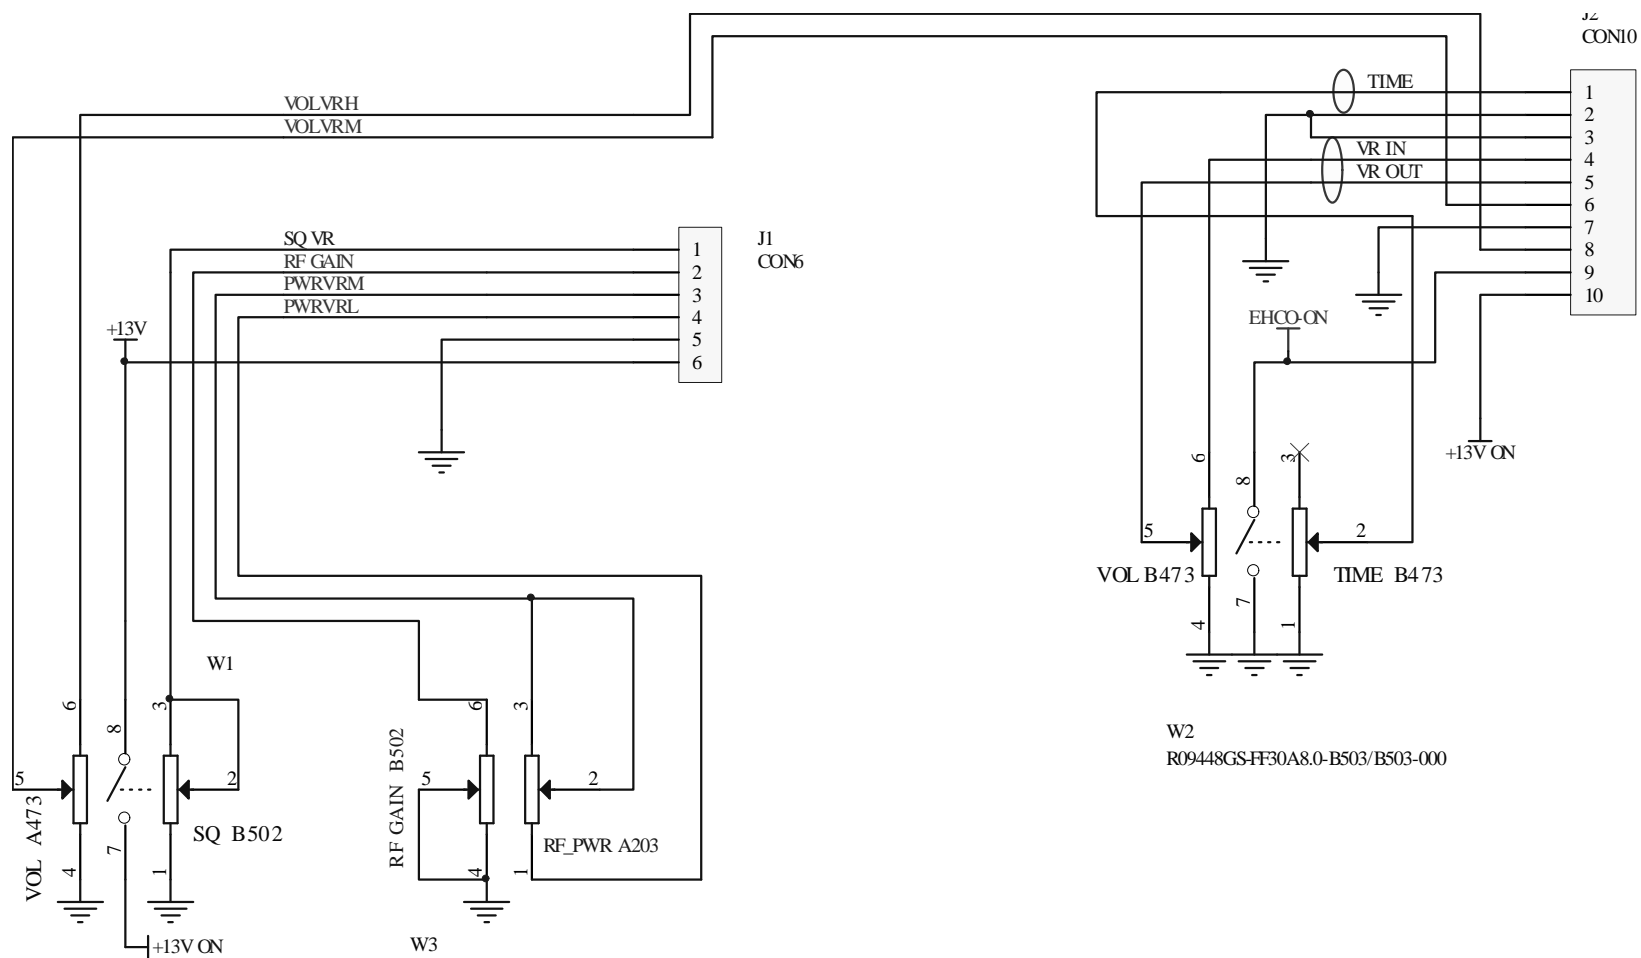 J2
CON10
TIME
1
2
3
VR IN
4
VR OUT
5
6
7
8
9
10
VOLVRH
VOLVRM
J1
CON6
SQ VR
1
RF GAIN
2
PWRVRM
3
PWRVRL
4
5
6
+13V
EHCO-ON
+13V ON
6
8
3
5
2
VOL B473
TIME B473
4
7
1
W2
R09448GS-FF30A8.0-B503/B503-000
W1
6
8
3
5
2
VOL A473
SQ B502
4
7
1
+13V ON
6
3
5
2
RF GAIN B502
RF_PWR A203
4
1
W3